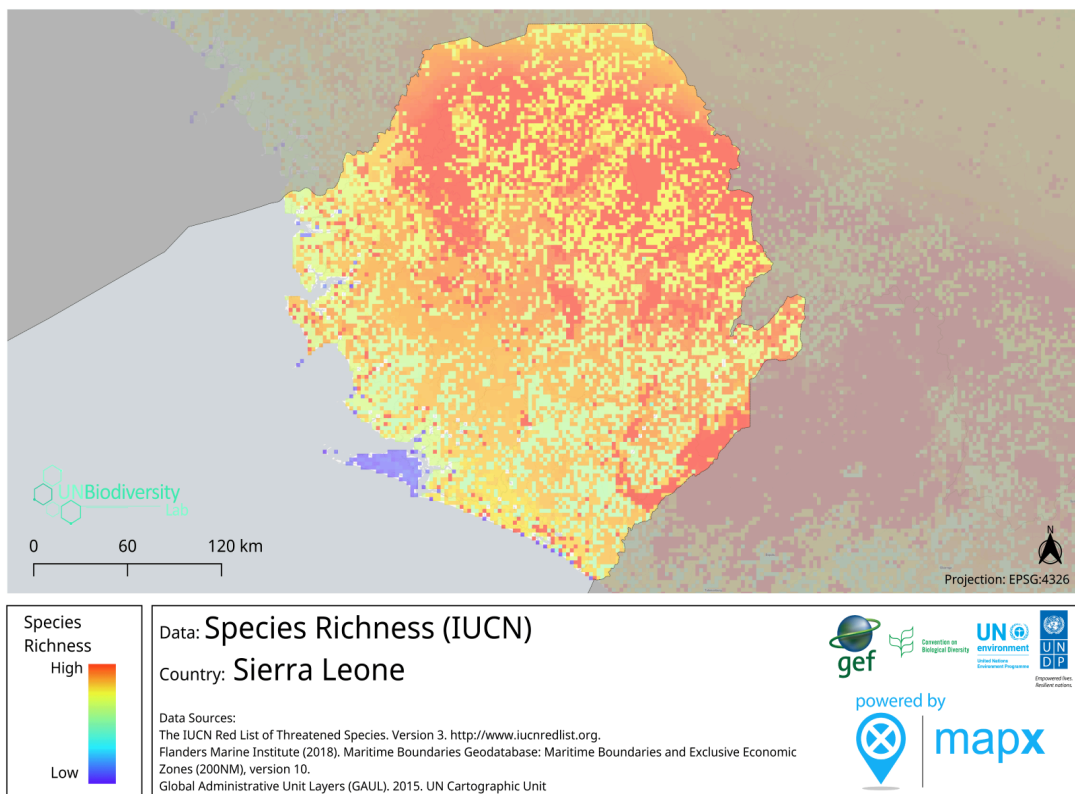 UNBiodiversity
Lab
0 60 120 km
N
Projection: EPSG:4326
Species
Richness
High
Low
Data: Species Richness (IUCN)
Country: Sierra Leone
Data Sources:
The IUCN Red List of Threatened Species. Version 3. http://www.iucnredlist.org.
Flanders Marine Institute (2018). Maritime Boundaries Geodatabase: Maritime Boundaries and Exclusive Economic
Zones (200NM), version 10.
Global Administrative Unit Layers (GAUL). 2015. UN Cartographic Unit
gef
Convention on
Biological Diversity
UN
environment
United Nations
Environment Programme
U N
D P
Empowered lives.
Resilient nations.
powered by
mapx